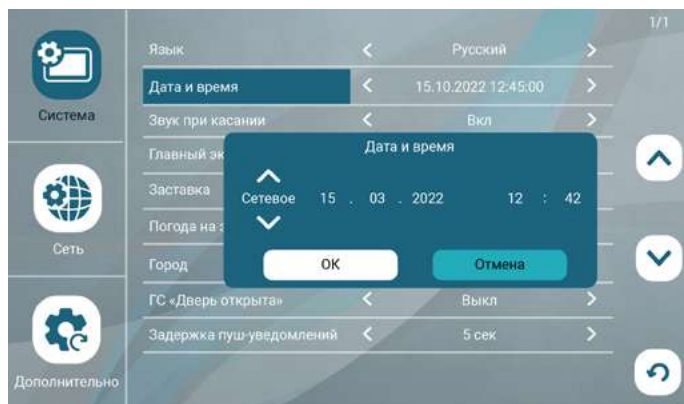 1/1
Язык < Русский >
Дата и время < 15.10.2022 12:45:00 >
Система
Звук при касании < Вкл >
Главный эк
Дата и время
Заставка
Сетевое 15 . 03 . 2022 12 : 42
Погода на
Сеть
Город
ОК Отмена
ГС «Дверь открыта» < Выкл >
Задержка пуш-уведомлений < 5 сек >
Дополнительно